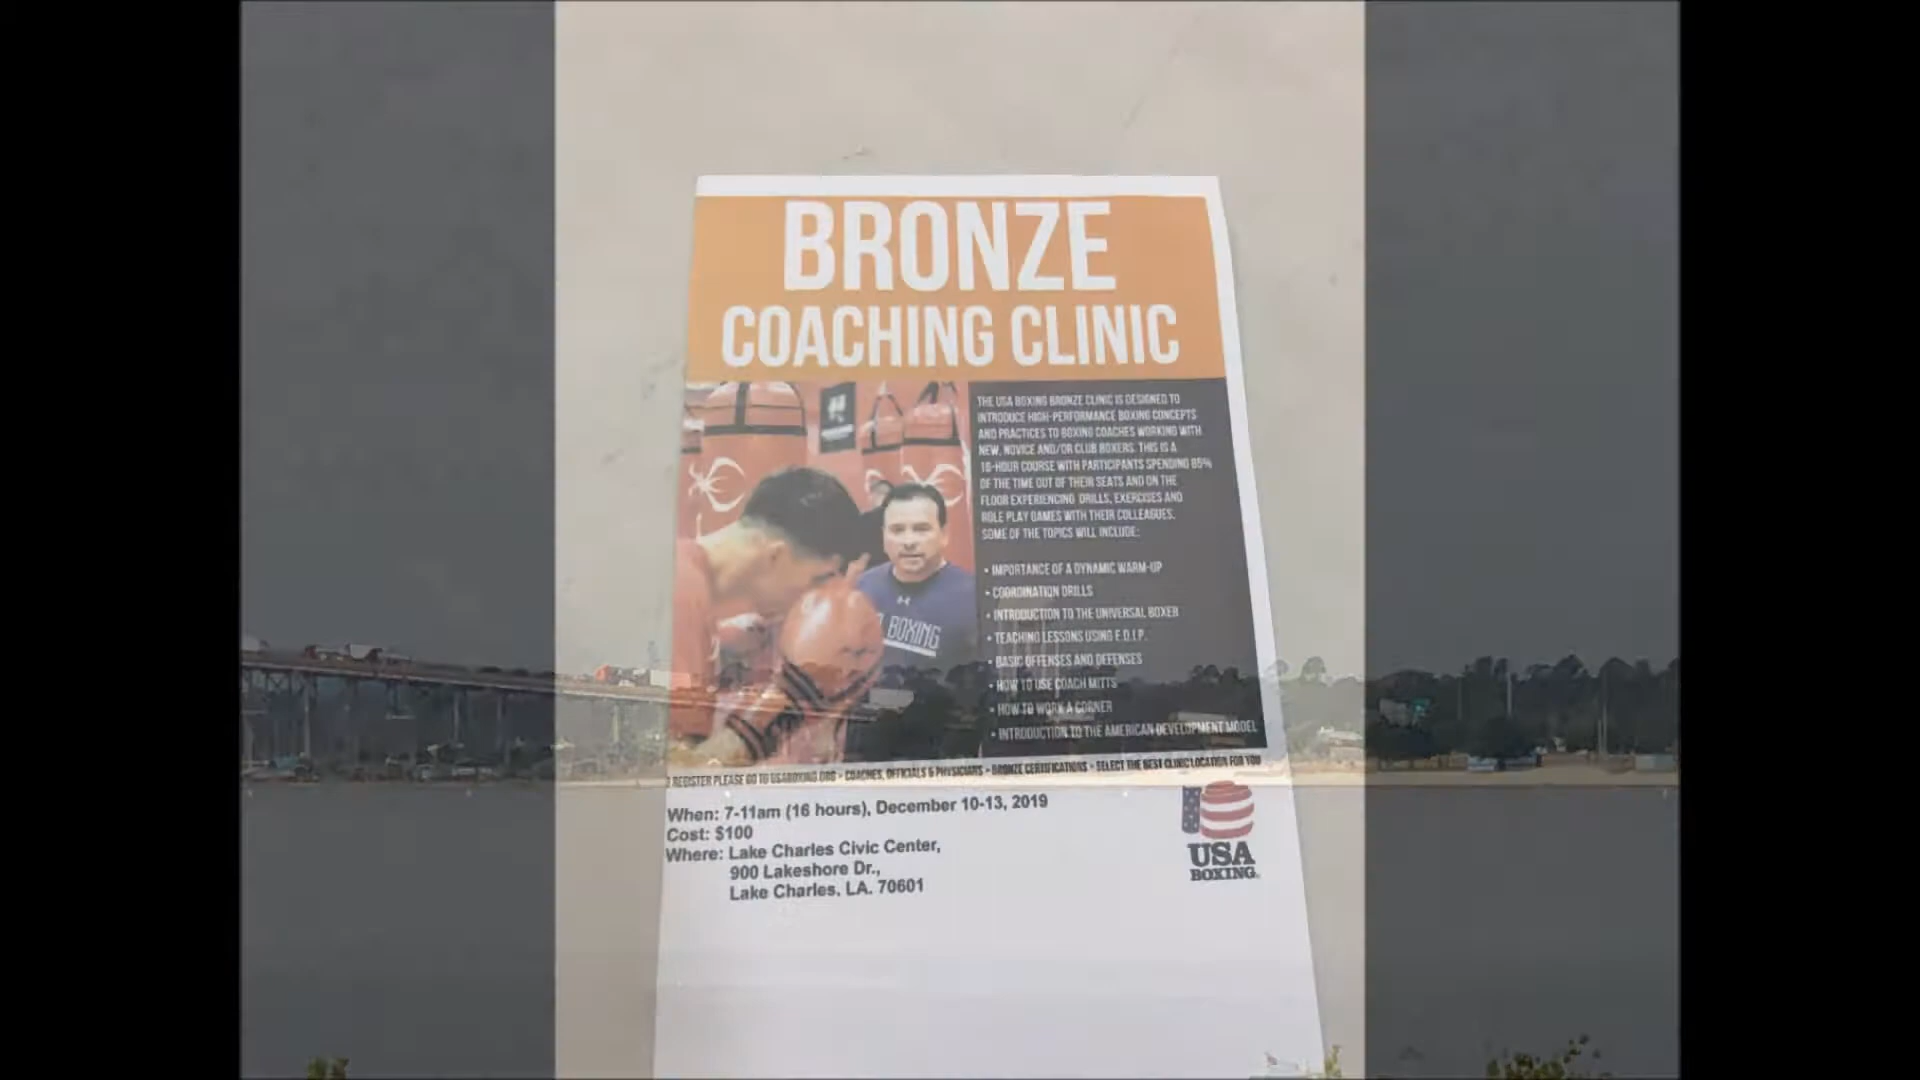 BRONZE
COACHING CLINIC
THE USA BOXING BRONZE CLINIC IS DESIGNED TO
INTRODUCE HIGH-PERFORMANCE BOXING CONCEPTS
AND PRACTICES TO BOXING COACHES WORKING WITH
NEW, NOVICE AND/OR CLUB BOXERS. THIS IS A
16-HOUR COURSE WITH PARTICIPANTS SPENDING 85%
OF THE TIME OUT OF THEIR SEATS AND ON THE
FLOOR EXPERIENCING DRILLS, EXERCISES AND
ROLE PLAY GAMES WITH THEIR COLLEAGUES.
SOME OF THE TOPICS WILL INCLUDE:
• IMPORTANCE OF A DYNAMIC WARM-UP
• COORDINATION DRILLS
• INTRODUCTION TO THE UNIVERSAL BOXER
• TEACHING LESSONS USING E.D.I.P.
• BASIC OFFENSES AND DEFENSES
• HOW TO USE COACH MITTS
• HOW TO WORK A CORNER
• INTRODUCTION TO THE AMERICAN DEVELOPMENT MODEL
BOXING
REGISTER PLEASE GO TO USABOXING.ORG > COACHES, OFFICIALS & PHYSICIANS > BRONZE CERTIFICATIONS > SELECT THE BEST CLINIC LOCATION FOR YOU
When: 7-11am (16 hours), December 10-13, 2019
Cost: $100
Where: Lake Charles Civic Center,
900 Lakeshore Dr.,
Lake Charles, LA. 70601
USA
BOXING